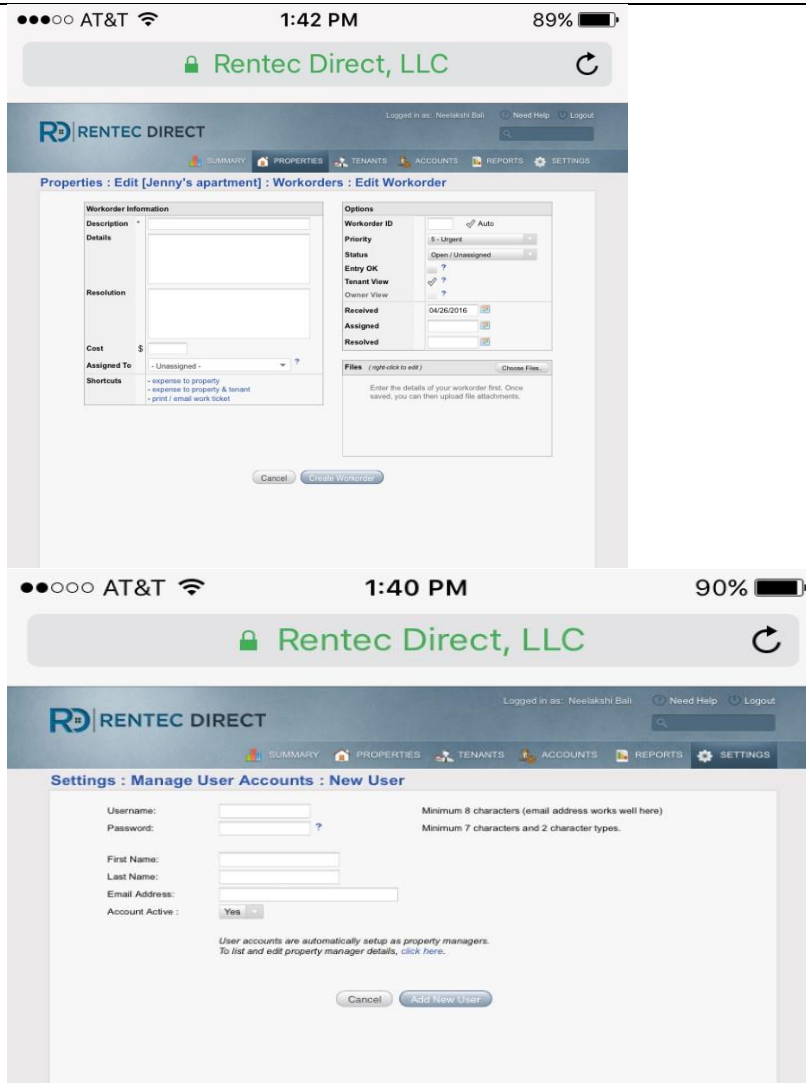 AT&T 1:42 PM 89%
Rentec Direct, LLC
Logged in as: Neelakshi Bali Need Help Logout
RD RENTEC DIRECT
SUMMARY PROPERTIES TENANTS ACCOUNTS REPORTS SETTINGS
Properties : Edit [Jenny's apartment] : Workorders : Edit Workorder
Workorder Information
Description *
Details
Resolution
Cost $
Assigned To - Unassigned - ?
Shortcuts - expense to property
- expense to property & tenant
- print / email work ticket
Options
Workorder ID Auto
Priority 5 - Urgent
Status Open / Unassigned
Entry OK ?
Tenant View ?
Owner View ?
Received 04/26/2016
Assigned
Resolved
Files (right-click to edit) Choose Files..
Enter the details of your workorder first. Once
saved, you can then upload file attachments.
Cancel Create Workorder
AT&T 1:40 PM 90%
Rentec Direct, LLC
Logged in as: Neelakshi Bali Need Help Logout
RD RENTEC DIRECT
SUMMARY PROPERTIES TENANTS ACCOUNTS REPORTS SETTINGS
Settings : Manage User Accounts : New User
Username: Minimum 8 characters (email address works well here)
Password: ? Minimum 7 characters and 2 character types.
First Name:
Last Name:
Email Address:
Account Active : Yes
User accounts are automatically setup as property managers.
To list and edit property manager details, click here.
Cancel Add New User